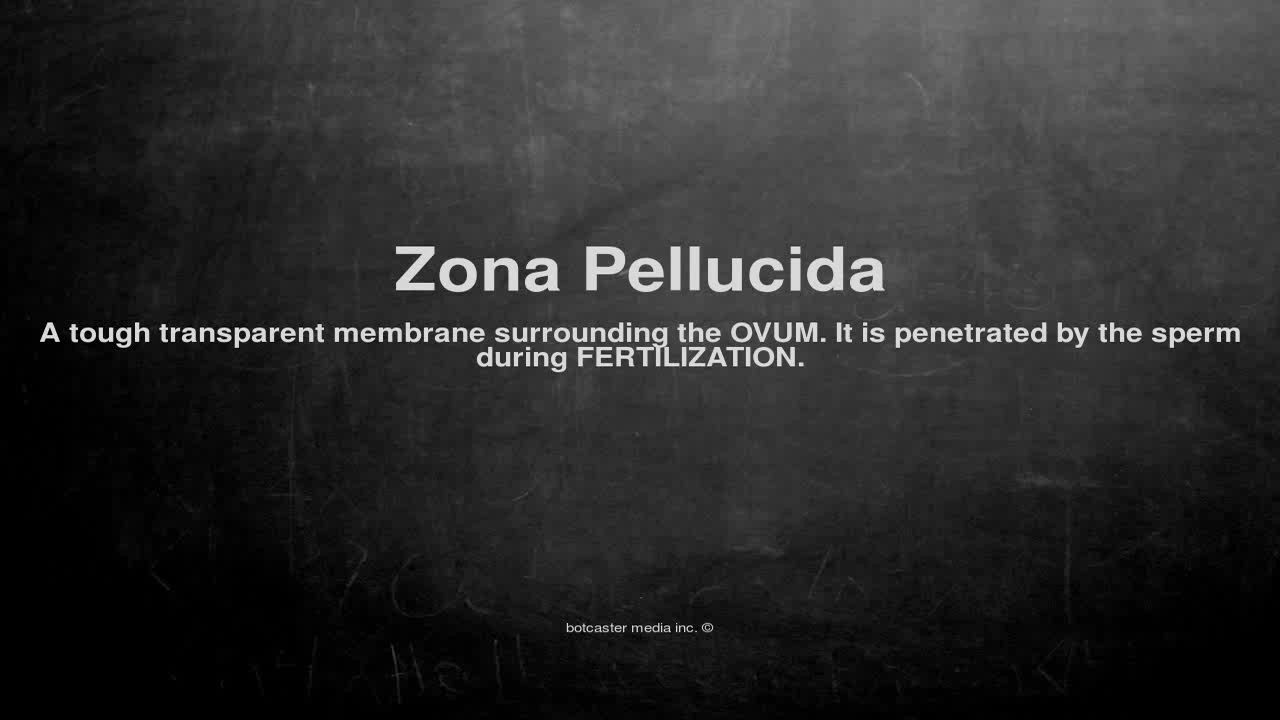 Zona Pellucida
A tough transparent membrane surrounding the OVUM. It is penetrated by the sperm
during FERTILIZATION.
botcaster media inc. ©